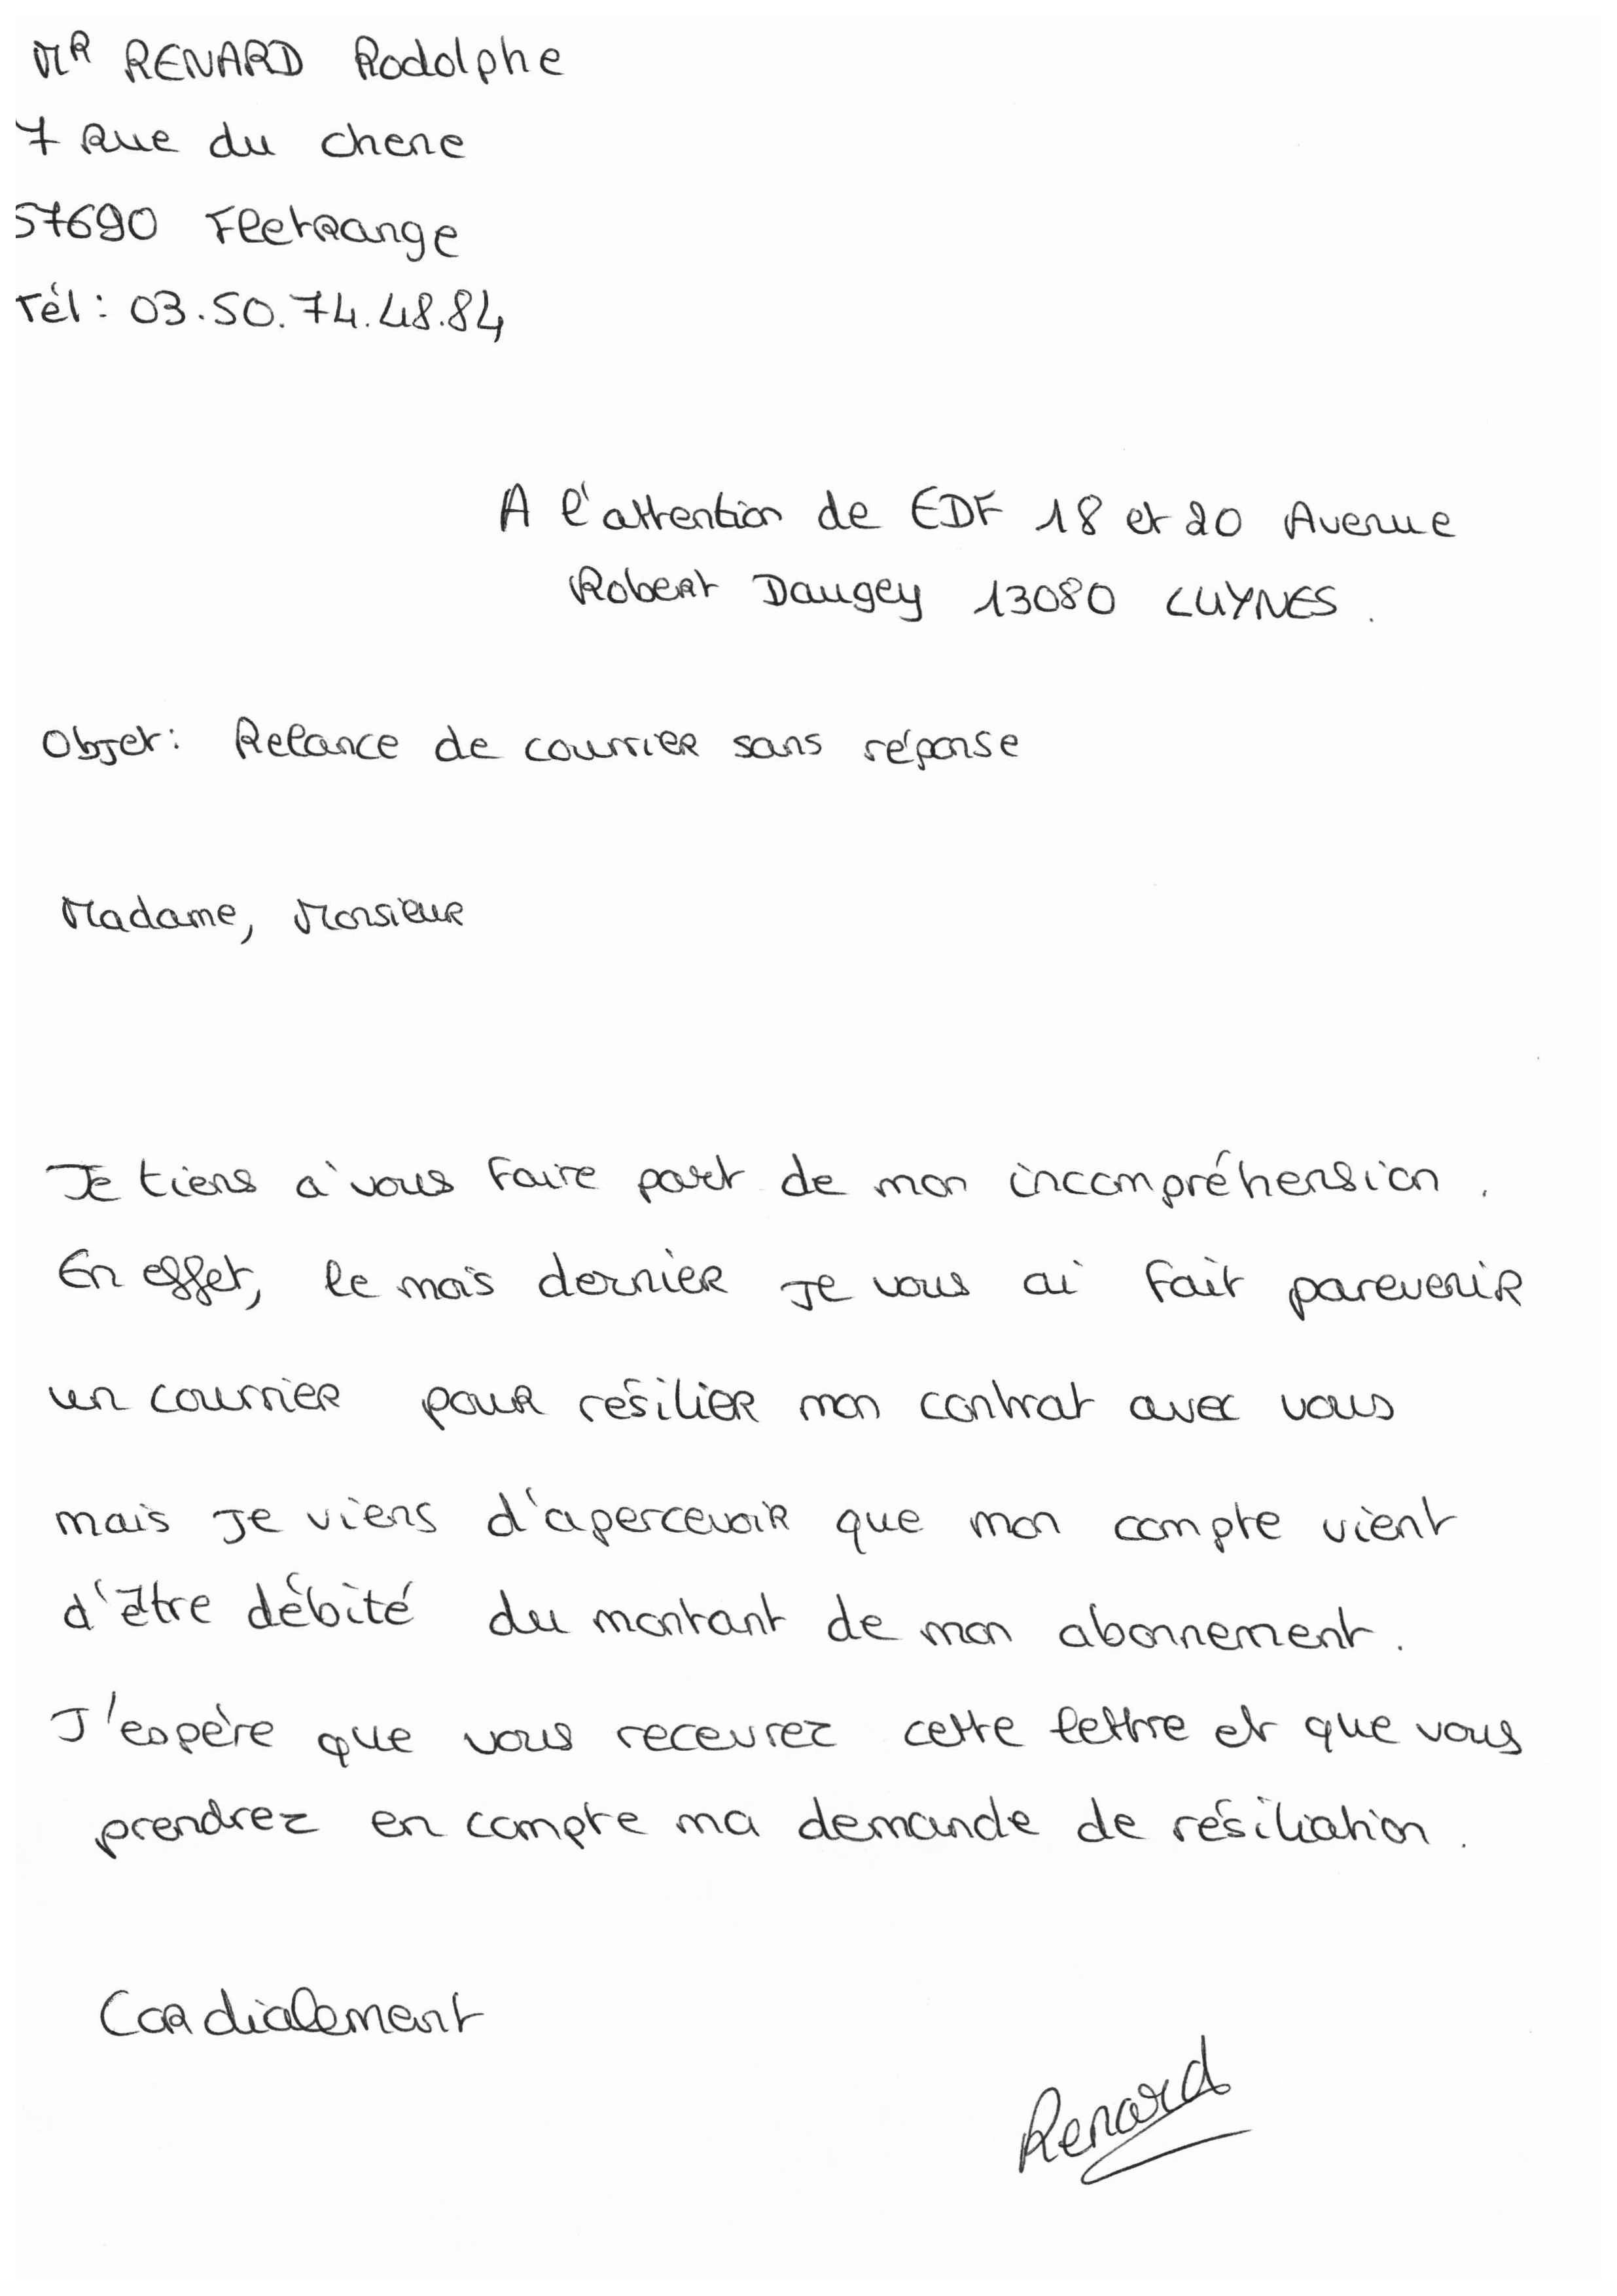 MR RENARD Rodolphe
7 Rue du chene
57690 Fletrange
Tél : 03.50.74.48.84
A l'attention de EDF 18 et 20 Avenue
Robert Daugey 13080 LUYNES.
Objet : Relance de courrier sans réponse
Madame, Monsieur
Je tiens à vous faire part de mon incompréhension.
En effet, le mois dernier je vous ai fait parevenir
un courrier pour résilier mon contrat avec vous
mais je viens d'apercevoir que mon compte vient
d'être débité du montant de mon abonnement.
J'espère que vous recevrez cette lettre et que vous
prendrez en compte ma demande de résiliation.
Cordialement
Renard